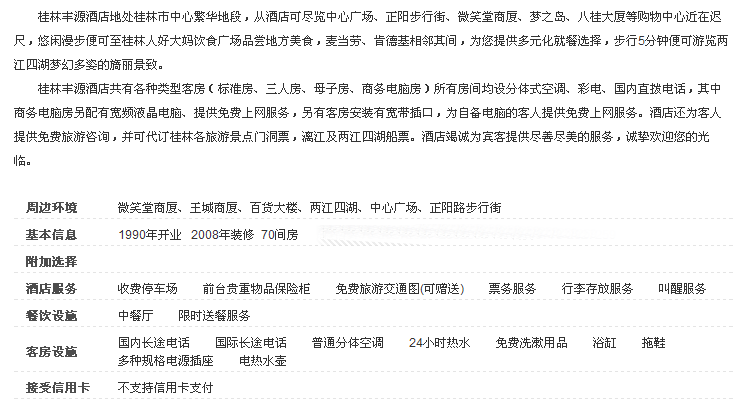 桂林丰源酒店地处桂林市中心繁华地段，从酒店可尽览中心广场、正阳步行街、微笑堂商厦、梦之岛、八桂大厦等购物中心近在迟
尺，您闲漫步便可至桂林人好大妈饮食广场品尝地方美食，麦当劳、肯德基相邻其间，为您提供多元化就餐选择，步行5分钟便可游览两
江四湖梦幻多姿的旖丽景致。
桂林丰源酒店共有各种类型客房（标准房、三人房、母子房、商务电脑房）所有房间均设分体式空调、彩电、国内直拨电话，其中
商务电脑房另配有宽频液晶电脑、提供免费上网服务，另有客房安装有宽带插口，为自备电脑的客人提供免费上网服务。酒店还为客人
提供免费旅游咨询，并可代订桂林各旅游景点门洞票，漓江及两江四湖船票。酒店竭诚为宾客提供尽善尽美的服务，诚挚欢迎您的光
临。
周边环境 微笑堂商厦、王城商厦、百货大楼、两江四湖、中心广场、正阳路步行街
基本信息 1990年开业 2008年装修 70间房
附加选择
酒店服务 收费停车场 前台贵重物品保险柜 免费旅游交通图(可赠送) 票务服务 行李存放服务 叫醒服务
餐饮设施 中餐厅 限时送餐服务
客房设施 国内长途电话 国际长途电话 普通分体空调 24小时热水 免费洗漱用品 浴缸 拖鞋
多种规格电源插座 电热水壶
接受信用卡 不支持信用卡支付